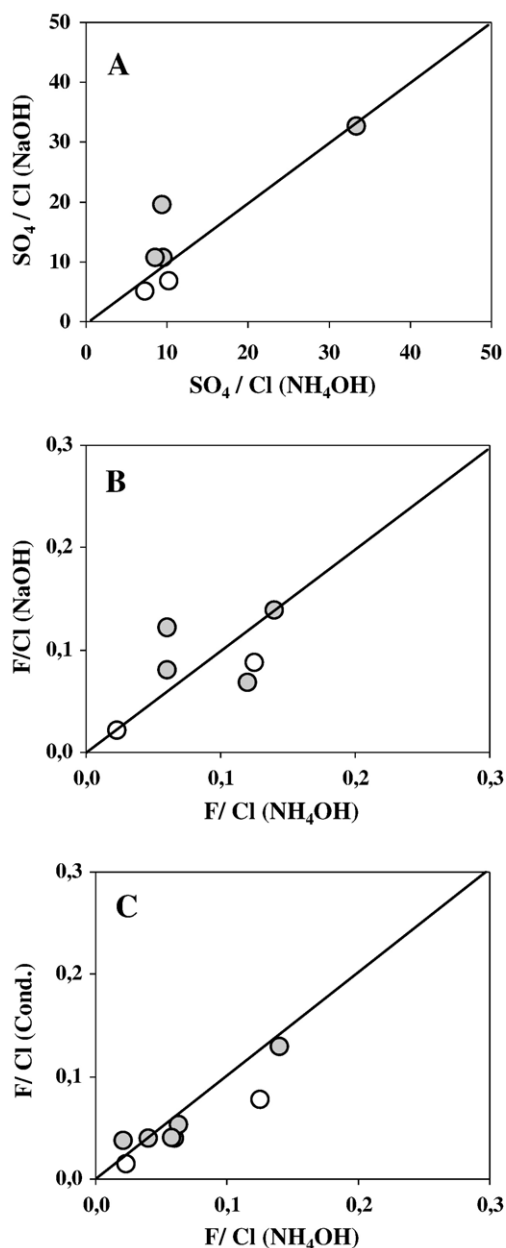 A
50
40
30
20
10
0
SO₄ / Cl (NaOH)
0 10 20 30 40 50
SO₄ / Cl (NH₄OH)
B
0,3
0,2
0,1
0,0
F/Cl (NaOH)
0,0 0,1 0,2 0,3
F/ Cl (NH₄OH)
C
0,3
0,2
0,1
0,0
F/ Cl (Cond.)
0,0 0,1 0,2 0,3
F/ Cl (NH₄OH)